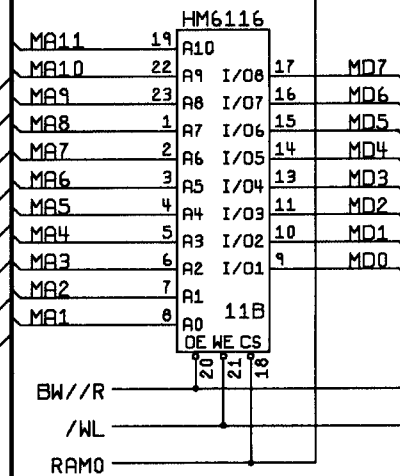 HM6116
MA11 19 A10
MA10 22 A9 I/O8 17 MD7
MA9 23 A8 I/O7 16 MD6
MA8 1 A7 I/O6 15 MD5
MA7 2 A6 I/O5 14 MD4
MA6 3 A5 I/O4 13 MD3
MA5 4 A4 I/O3 11 MD2
MA4 5 A3 I/O2 10 MD1
MA3 6 A2 I/O1 9 MD0
MA2 7 A1
11B
MA1 8 A0
OE WE CS
20 21 18
BW//R
/WL
RAM0